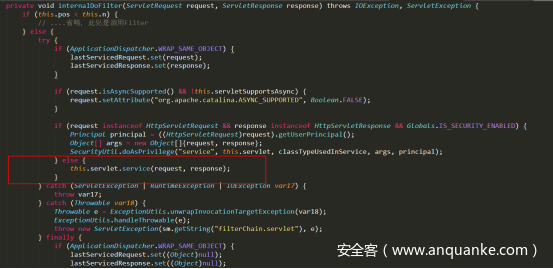 private void internalDoFilter(ServletRequest request, ServletResponse response) throws IOException, ServletException {
if (this.pos < this.n) {
// ....省略，此处是调用Filter
} else {
try {
if (ApplicationDispatcher.WRAP_SAME_OBJECT) {
lastServicedRequest.set(request);
lastServicedResponse.set(response);
}
if (request.isAsyncSupported() && !this.servletSupportsAsync) {
request.setAttribute("org.apache.catalina.ASYNC_SUPPORTED", Boolean.FALSE);
}
if (request instanceof HttpServletRequest && response instanceof HttpServletResponse && Globals.IS_SECURITY_ENABLED) {
Principal principal = ((HttpServletRequest)request).getUserPrincipal();
Object[] args = new Object[]{request, response};
SecurityUtil.doAsPrivilege("service", this.servlet, classTypeUsedInService, args, principal);
} else {
this.servlet.service(request, response);
}
} catch (ServletException | RuntimeException | IOException var17) {
throw var17;
} catch (Throwable var18) {
Throwable e = ExceptionUtils.unwrapInvocationTargetException(var18);
ExceptionUtils.handleThrowable(e);
throw new ServletException(sm.getString("filterChain.servlet"), e);
} finally {
if (ApplicationDispatcher.WRAP_SAME_OBJECT) {
lastServicedRequest.set((Object)null);
lastServicedResponse.set((Object)null);
安全客（www.anquanke.com）